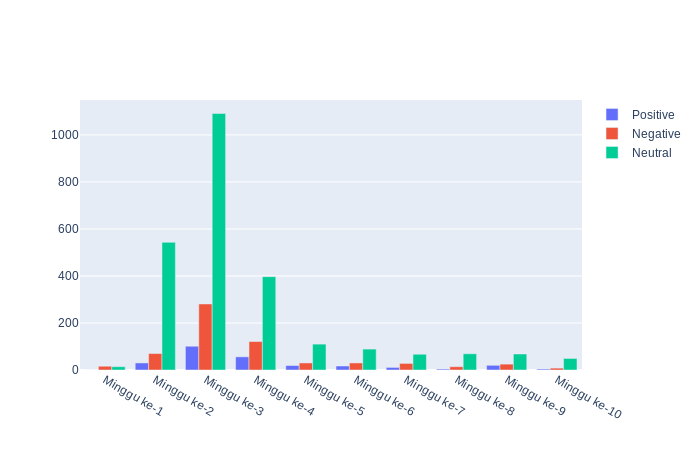 Positive
Negative
Neutral
1000
800
600
400
200
0
Minggu ke-1
Minggu ke-2
Minggu ke-3
Minggu ke-4
Minggu ke-5
Minggu ke-6
Minggu ke-7
Minggu ke-8
Minggu ke-9
Minggu ke-10